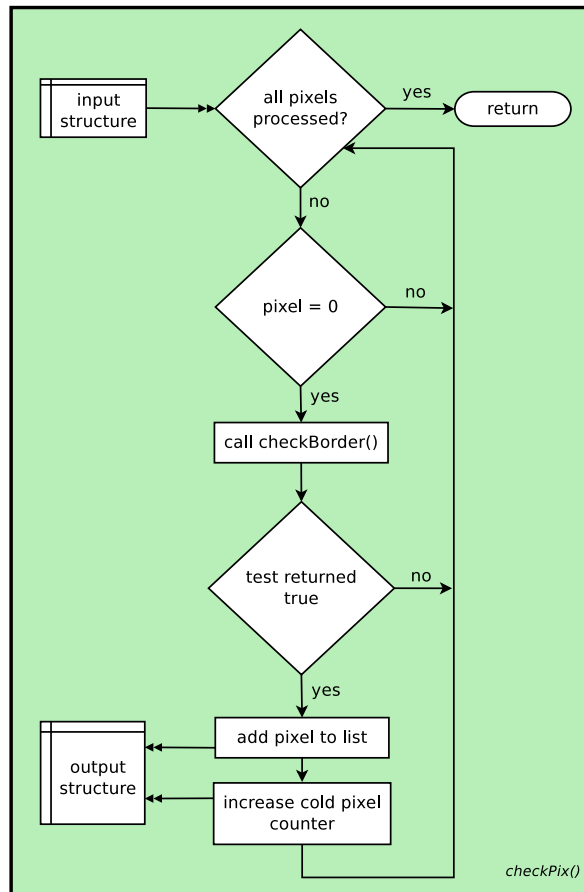 input
structure
all pixels
processed?
yes
return
no
pixel = 0
no
yes
call checkBorder()
test returned
true
no
yes
add pixel to list
output
structure
increase cold pixel
counter
checkPix()